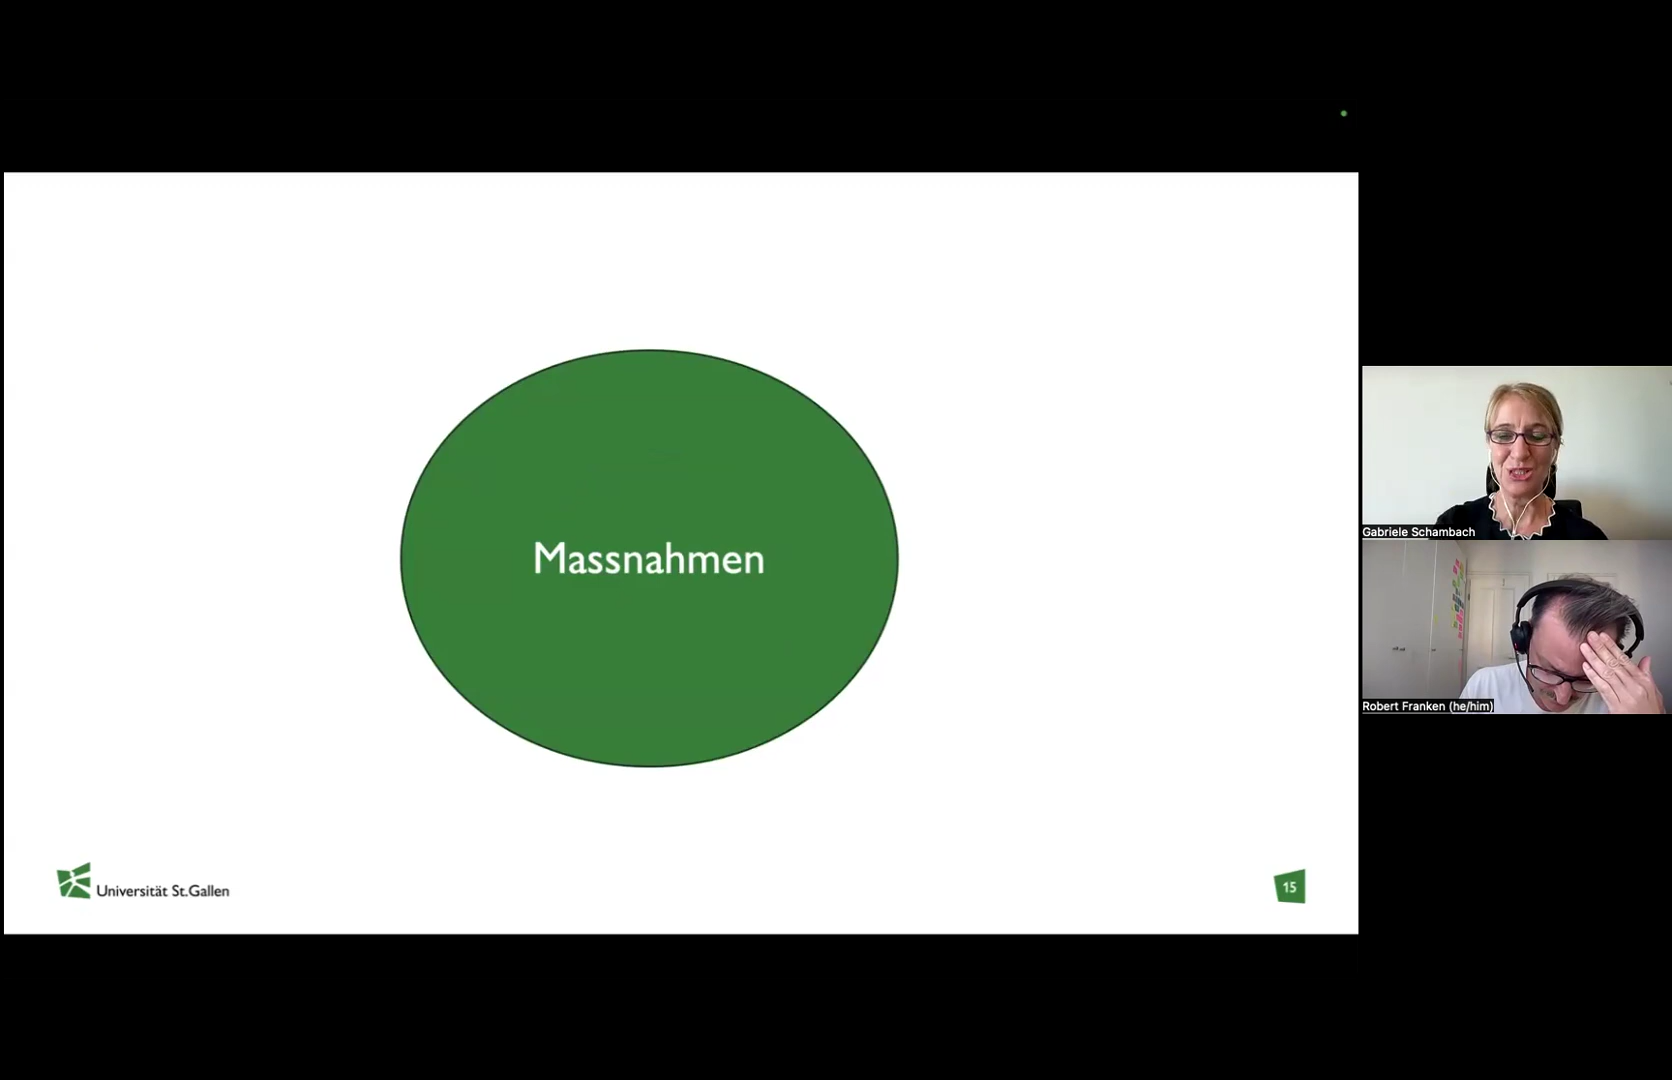 Massnahmen
Universität St.Gallen
15
Gabriele Schambach
Robert Franken (he/him)